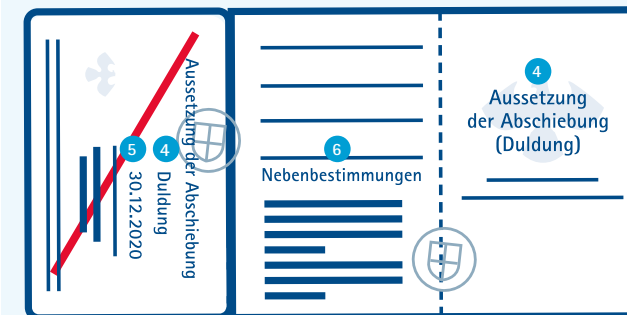 Aussetzung der Abschiebung
4 Duldung
5 30.12.2020
6
Nebenbestimmungen
4
Aussetzung
der Abschiebung
(Duldung)